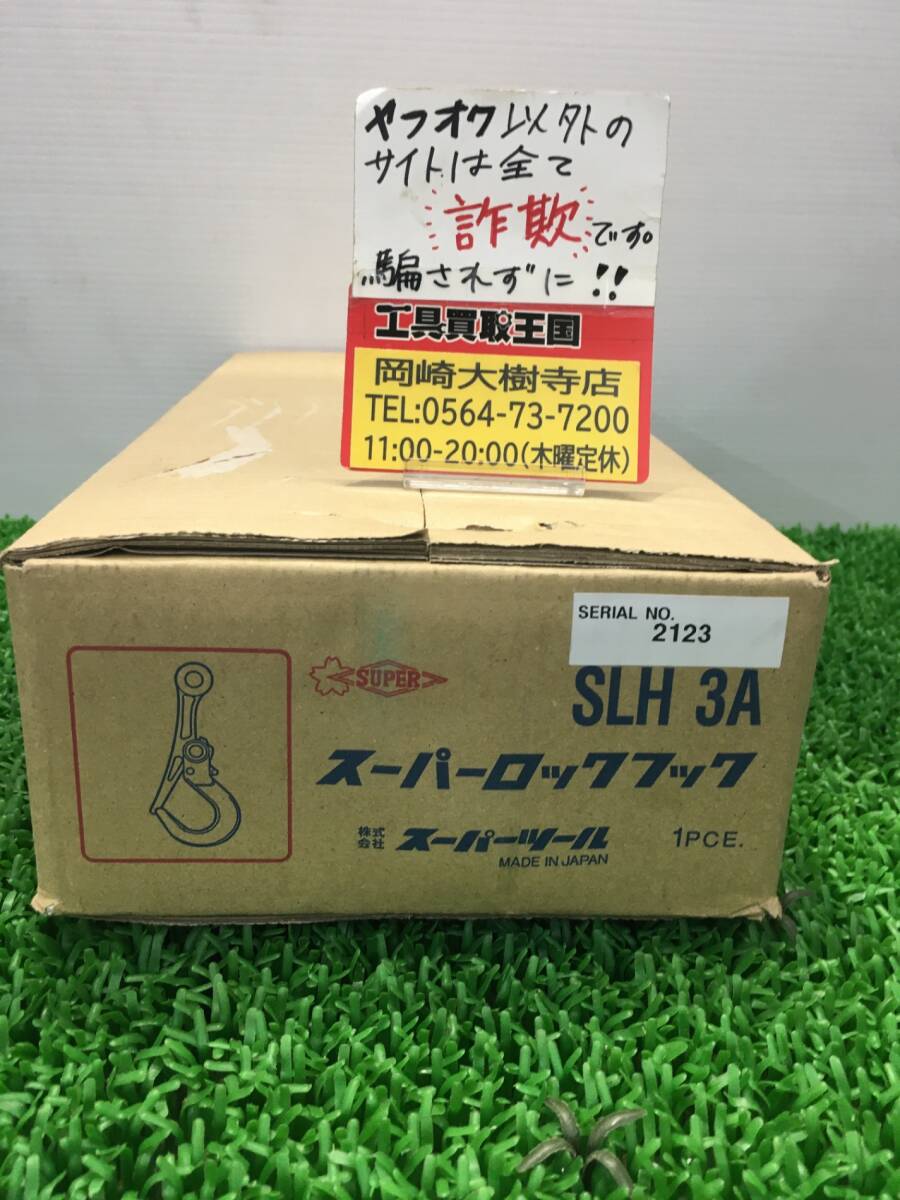 ヤフオク以外の
サイトは全て
詐欺です。
騙されずに!!
工具買取王国
岡崎大樹寺店
TEL:0564-73-7200
11:00-20:00(木曜定休)
SERIAL NO.
2123
SUPER
SLH 3A
スーパーロックフック
株式会社 スーパーツール 1PCE.
MADE IN JAPAN